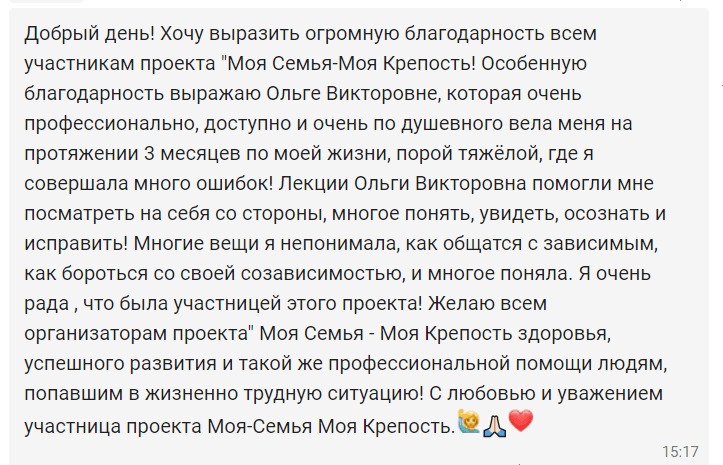 Добрый день! Хочу выразить огромную благодарность всем
участникам проекта "Моя Семья-Моя Крепость! Особенную
благодарность выражаю Ольге Викторовне, которая очень
профессионально, доступно и очень по душевного вела меня на
протяжении 3 месяцев по моей жизни, порой тяжёлой, где я
совершала много ошибок! Лекции Ольги Викторовна помогли мне
посматреть на себя со стороны, многое понять, увидеть, осознать и
исправить! Многие вещи я непонимала, как общатся с зависимым,
как бороться со своей созависимостью, и многое поняла. Я очень
рада , что была участницей этого проекта! Желаю всем
организаторам проекта" Моя Семья - Моя Крепость здоровья,
успешного развития и такой же профессиональной помощи людям,
попавшим в жизненно трудную ситуацию! С любовью и уважением
участница проекта Моя-Семья Моя Крепость.🙋🙏🏻❤️
15:17